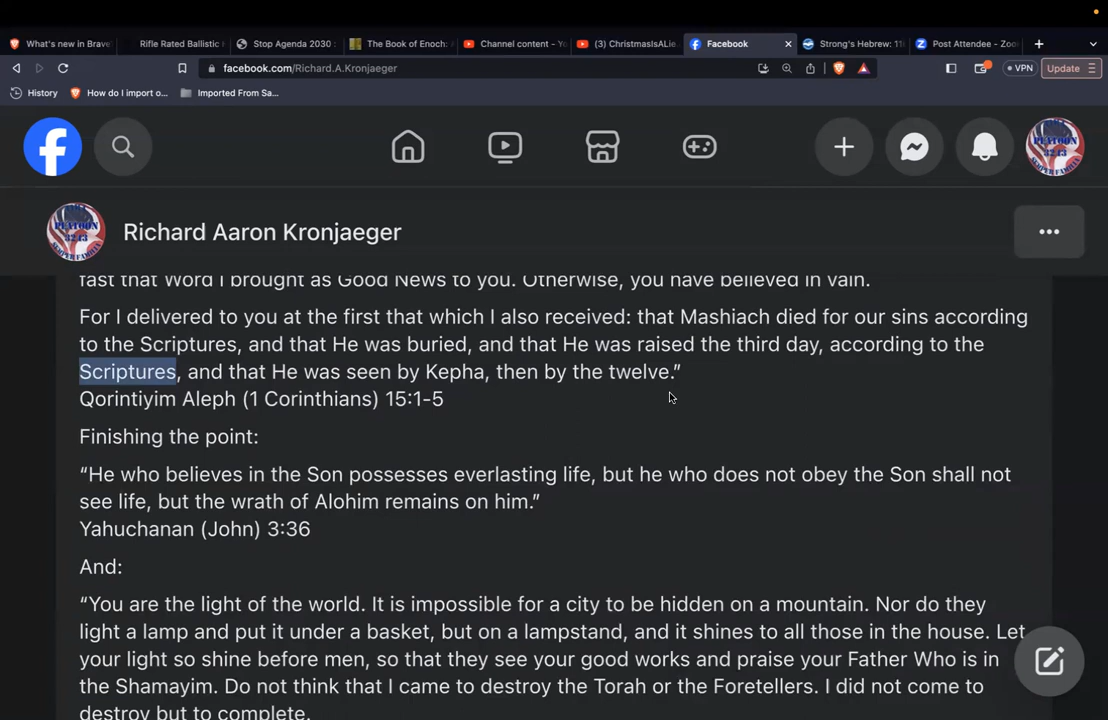 What's new in Brave
Rifle Rated Ballistic
Stop Agenda 2030
The Book of Enoch:
Channel content - Yo
(3) ChristmasIsALie
Facebook
Strong's Hebrew: 11
Post Attendee - Zoo
facebook.com/Richard.A.Kronjaeger
VPN
Update
History
How do I import o...
Imported From Sa...
Richard Aaron Kronjaeger
fast that Word I brought as Good News to you. Otherwise, you have believed in vain.
For I delivered to you at the first that which I also received: that Mashiach died for our sins according
to the Scriptures, and that He was buried, and that He was raised the third day, according to the
Scriptures, and that He was seen by Kepha, then by the twelve.”
Qorintiyim Aleph (1 Corinthians) 15:1-5
Finishing the point:
“He who believes in the Son possesses everlasting life, but he who does not obey the Son shall not
see life, but the wrath of Alohim remains on him.”
Yahuchanan (John) 3:36
And:
“You are the light of the world. It is impossible for a city to be hidden on a mountain. Nor do they
light a lamp and put it under a basket, but on a lampstand, and it shines to all those in the house. Let
your light so shine before men, so that they see your good works and praise your Father Who is in
the Shamayim. Do not think that I came to destroy the Torah or the Foretellers. I did not come to
destroy but to complete.